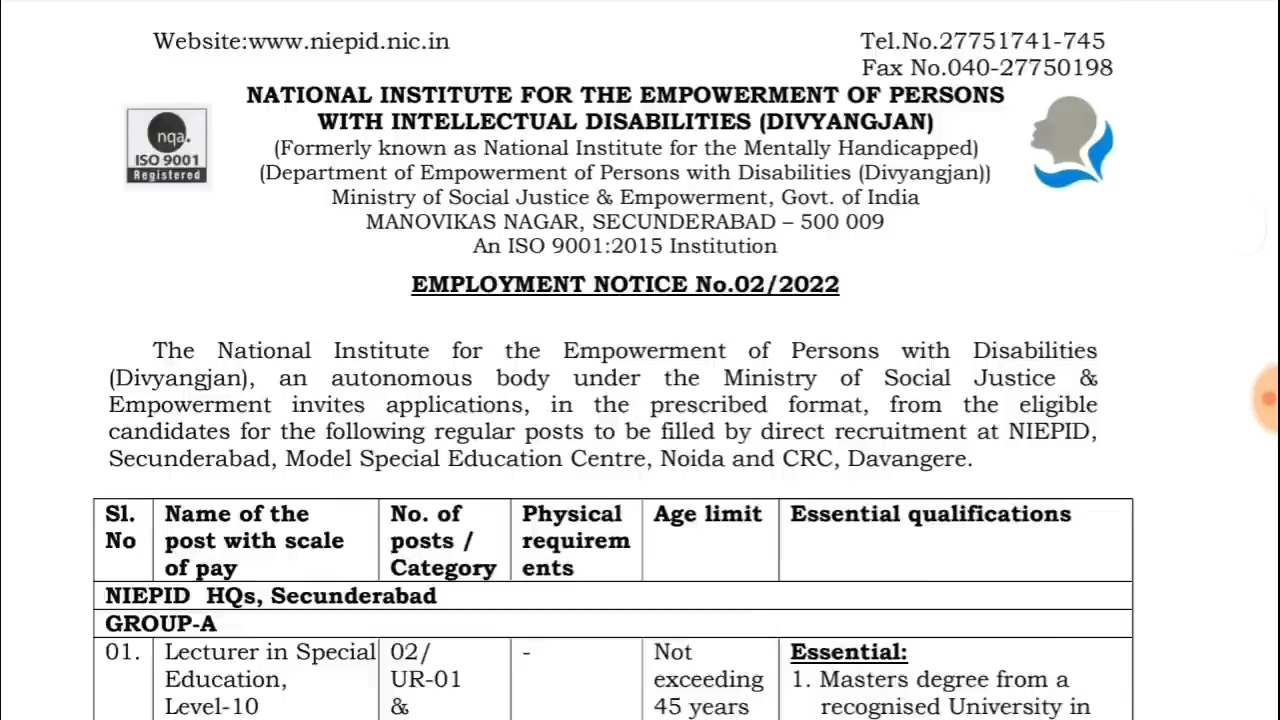 Website:www.niepid.nic.in
Tel.No.27751741-745
Fax No.040-27750198
nqa.
ISO 9001
Registered
NATIONAL INSTITUTE FOR THE EMPOWERMENT OF PERSONS
WITH INTELLECTUAL DISABILITIES (DIVYANGJAN)
(Formerly known as National Institute for the Mentally Handicapped)
(Department of Empowerment of Persons with Disabilities (Divyangjan))
Ministry of Social Justice & Empowerment, Govt. of India
MANOVIKAS NAGAR, SECUNDERABAD – 500 009
An ISO 9001:2015 Institution
EMPLOYMENT NOTICE No.02/2022
The National Institute for the Empowerment of Persons with Disabilities
(Divyangjan), an autonomous body under the Ministry of Social Justice &
Empowerment invites applications, in the prescribed format, from the eligible
candidates for the following regular posts to be filled by direct recruitment at NIEPID,
Secunderabad, Model Special Education Centre, Noida and CRC, Davangere.
Sl. Name of the No. of Physical Age limit Essential qualifications
No post with scale posts / requirem
of pay Category ents
NIEPID HQs, Secunderabad
GROUP-A
01. Lecturer in Special 02/ - Not Essential:
Education, UR-01 exceeding 1. Masters degree from a
Level-10 & 45 years recognised University in